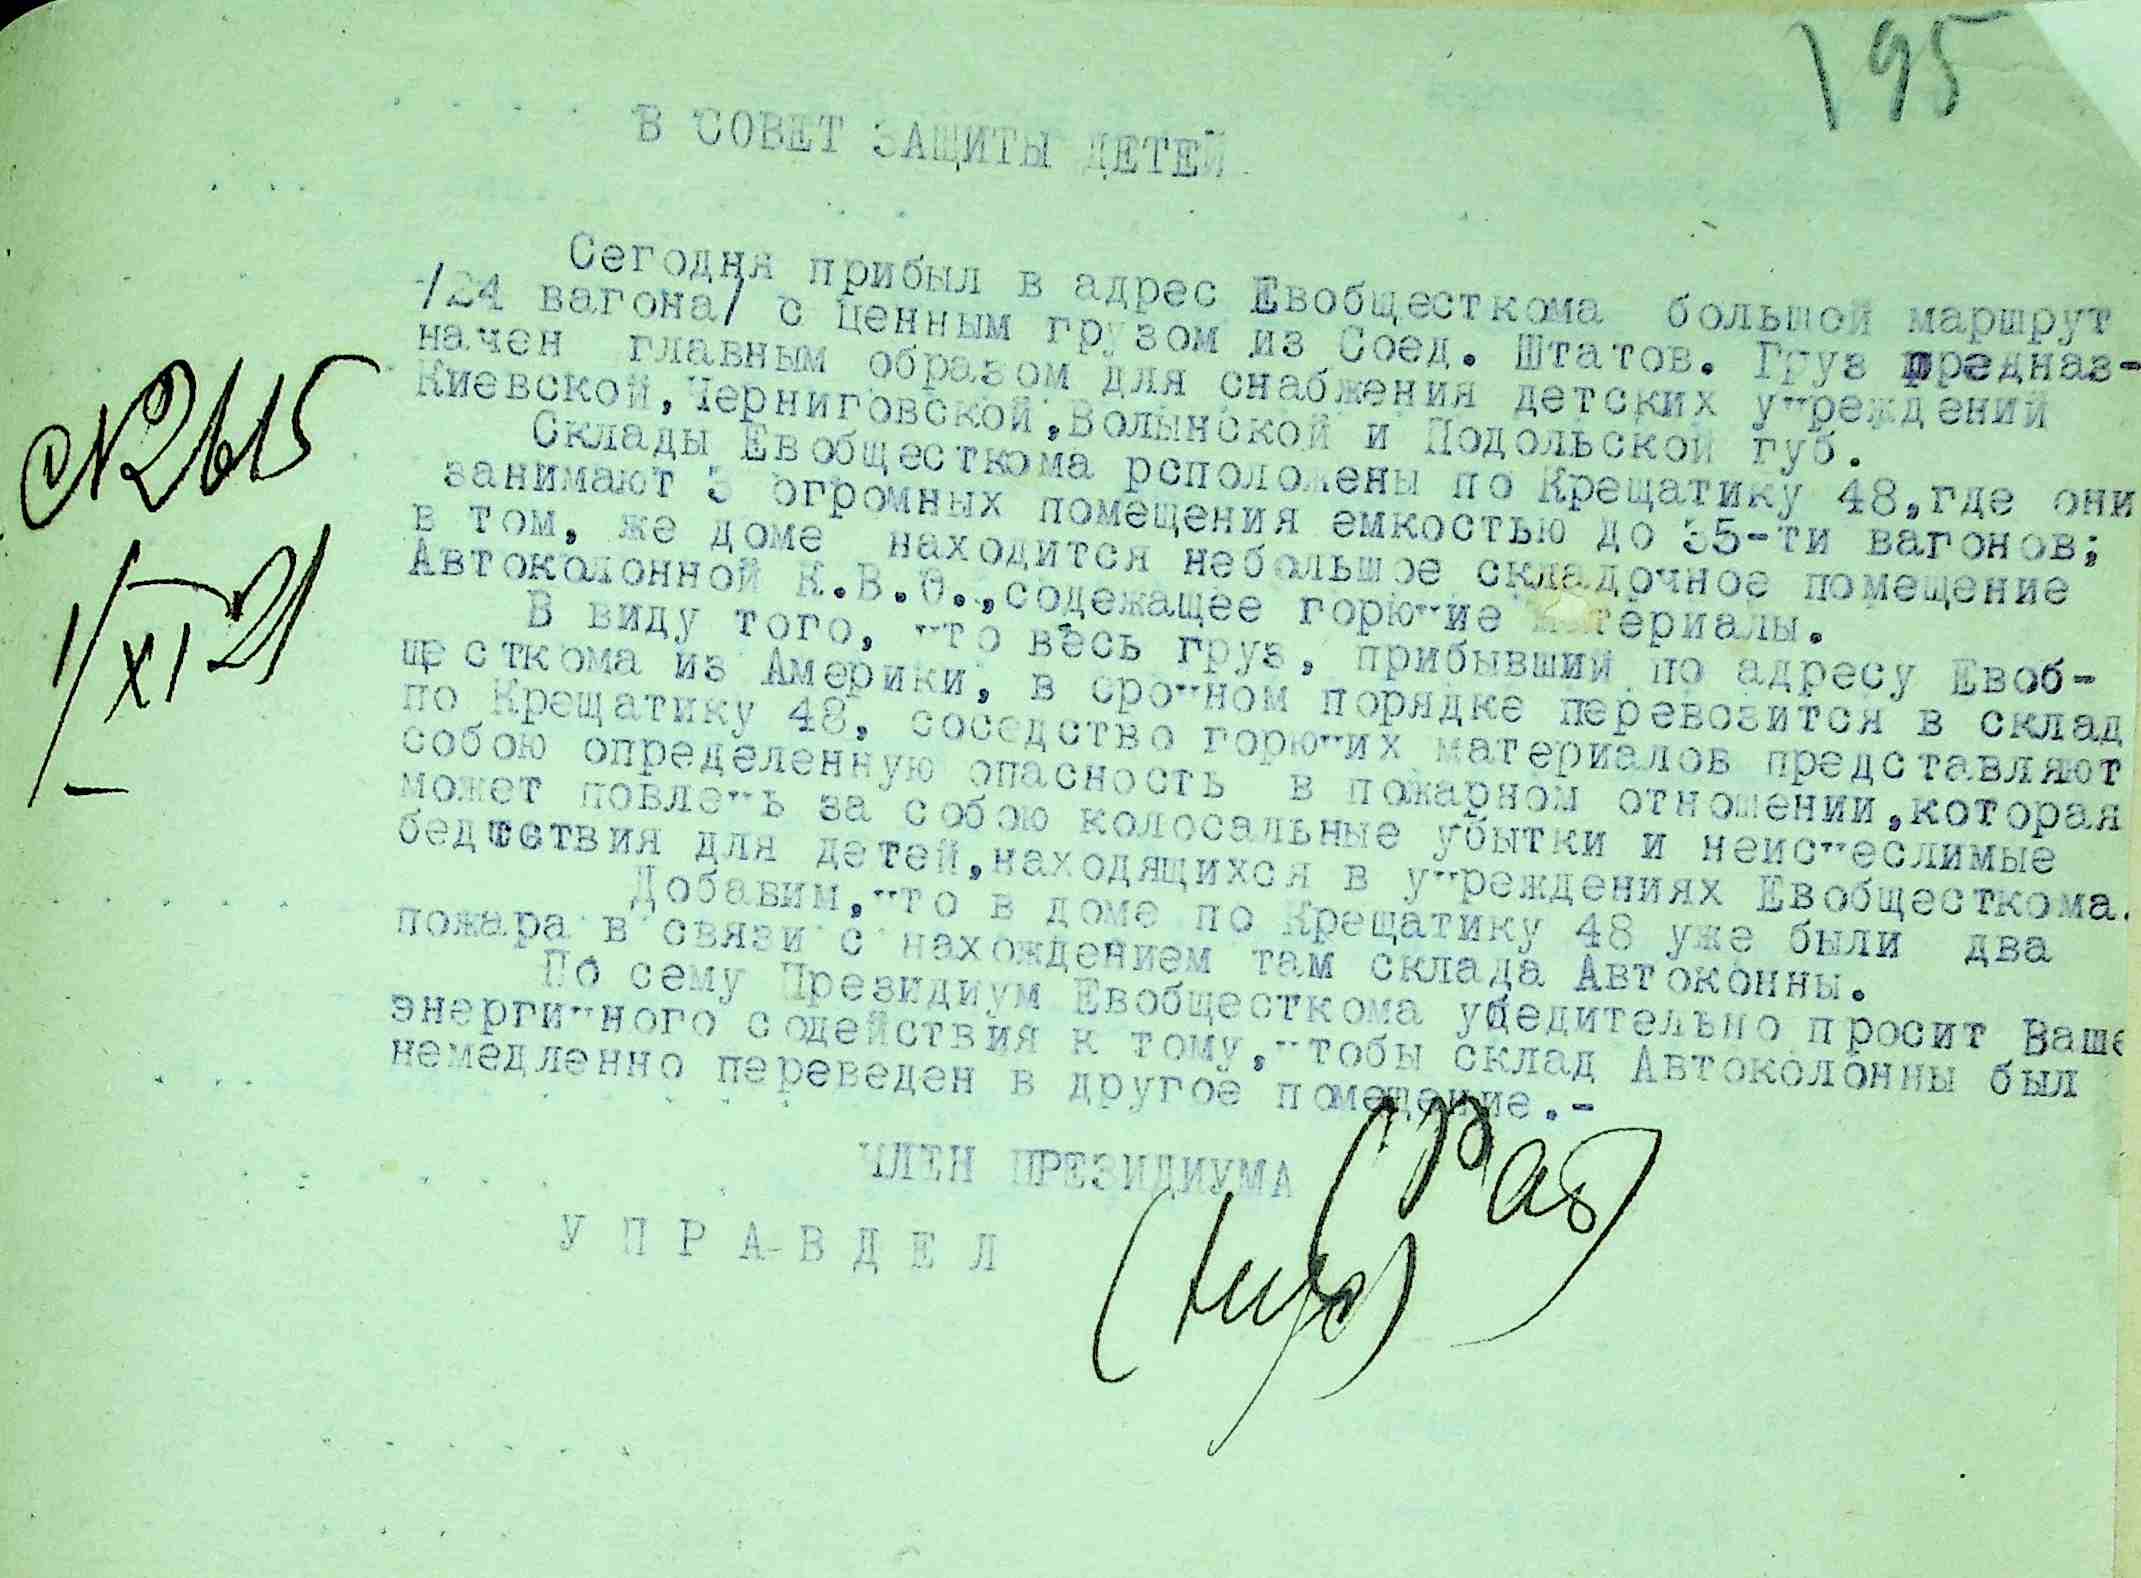 195
В СОВЕТ ЗАЩИТЫ ДЕТЕЙ.
Сегодня прибыл в адрес Евобщесткома большой маршрут
/24 вагона/ с ценным грузом из Соед. Штатов. Груз предназ-
начен главным образом для снабжения детских учреждений
Киевской, Черниговской, Волынской и Подольской губ.
Склады Евобщесткома рсположены по Крещатику 48, где они
занимают 3 огромных помещения емкостью до 35-ти вагонов;
в том, же доме находится небольшое складочное помещение
Автоколонной К.В.О., содежащее горючие материалы.
В виду того, что весь груз, прибывший по адресу Евоб-
щесткома из Америки, в срочном порядке перевозится в склад
по Крещатику 48, соседство горючих материалов представляют
собою определенную опасность в пожарном отношении, которая
может повлечь за собою колосальные убытки и неисчеслимые
бедствия для детей, находящихся в учреждениях Евобщесткома.
Добавим, что в доме по Крещатику 48 уже были два
пожара в связи с нахождением там склада Автоконны.
По сему Президиум Евобщесткома убедительно просит Ваше
энергичного содействия к тому, чтобы склад Автоколонны был
немедленно переведен в другое помещение.-
ЧЛЕН ПРЕЗИДИУМА
У П Р А В Д Е Л
№ 2615
1/XI 21